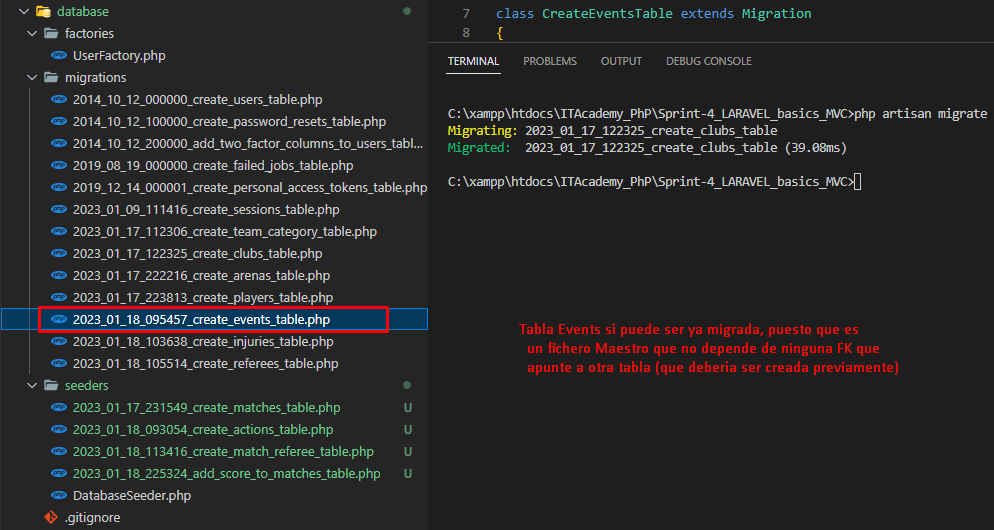 database
factories
UserFactory.php
migrations
2014_10_12_000000_create_users_table.php
2014_10_12_100000_create_password_resets_table.php
2014_10_12_200000_add_two_factor_columns_to_users_tabl...
2019_08_19_000000_create_failed_jobs_table.php
2019_12_14_000001_create_personal_access_tokens_table.php
2023_01_09_111416_create_sessions_table.php
2023_01_17_112306_create_team_category_table.php
2023_01_17_122325_create_clubs_table.php
2023_01_17_222216_create_arenas_table.php
2023_01_17_223813_create_players_table.php
2023_01_18_095457_create_events_table.php
2023_01_18_103638_create_injuries_table.php
2023_01_18_105514_create_referees_table.php
seeders
2023_01_17_231549_create_matches_table.php U
2023_01_18_093054_create_actions_table.php U
2023_01_18_113416_create_match_referee_table.php U
2023_01_18_225324_add_score_to_matches_table.php U
DatabaseSeeder.php
.gitignore
7 class CreateEventsTable extends Migration
8 {
TERMINAL PROBLEMS OUTPUT DEBUG CONSOLE
C:\xampp\htdocs\ITAcademy_PhP\Sprint-4_LARAVEL_basics_MVC>php artisan migrate
Migrating: 2023_01_17_122325_create_clubs_table
Migrated: 2023_01_17_122325_create_clubs_table (39.08ms)
C:\xampp\htdocs\ITAcademy_PhP\Sprint-4_LARAVEL_basics_MVC>
Tabla Events si puede ser ya migrada, puesto que es
un fichero Maestro que no depende de ninguna FK que
apunte a otra tabla (que debería ser creada previamente)